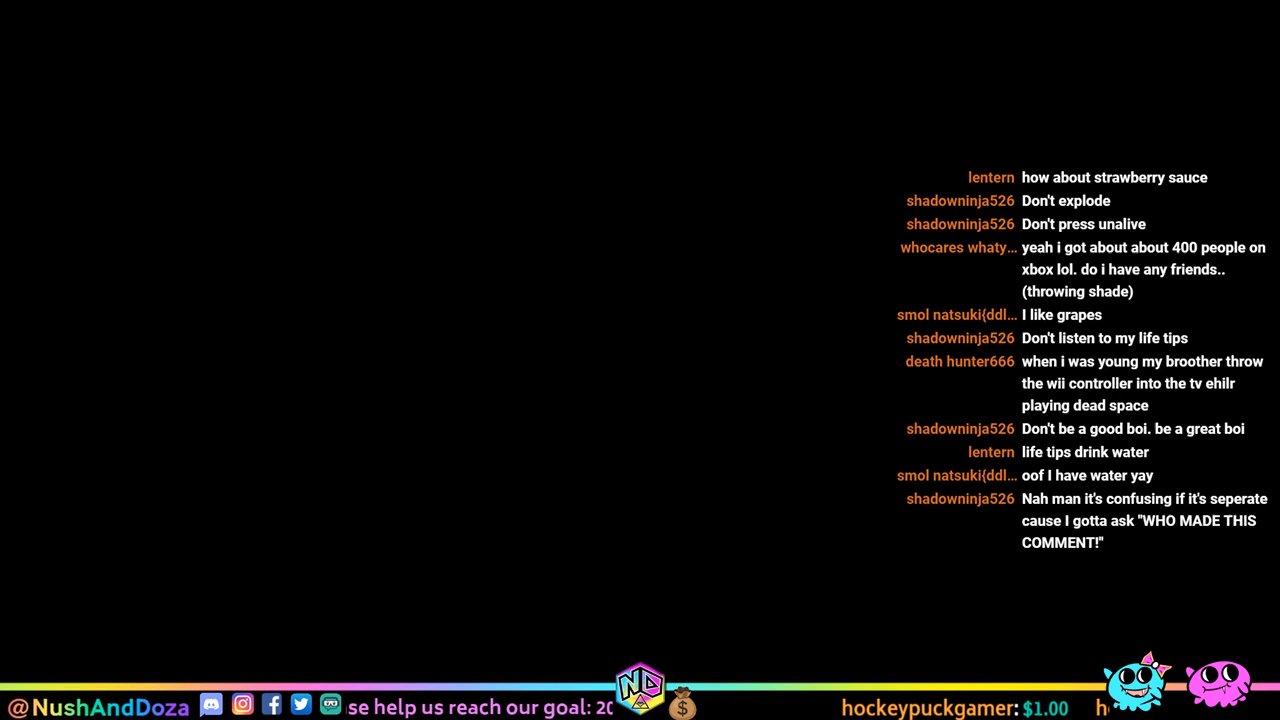 lentern how about strawberry sauce
shadowninja526 Don't explode
shadowninja526 Don't press unalive
whocares whaty... yeah i got about about 400 people on
xbox lol. do i have any friends..
(throwing shade)
smol natsuki{ddl... I like grapes
shadowninja526 Don't listen to my life tips
death hunter666 when i was young my broother throw
the wii controller into the tv ehilr
playing dead space
shadowninja526 Don't be a good boi. be a great boi
lentern life tips drink water
smol natsuki{ddl... oof I have water yay
shadowninja526 Nah man it's confusing if it's seperate
cause I gotta ask "WHO MADE THIS
COMMENT!"
@NushAndDoza se help us reach our goal: 20 ND hockeypuckgamer: $1.00 h